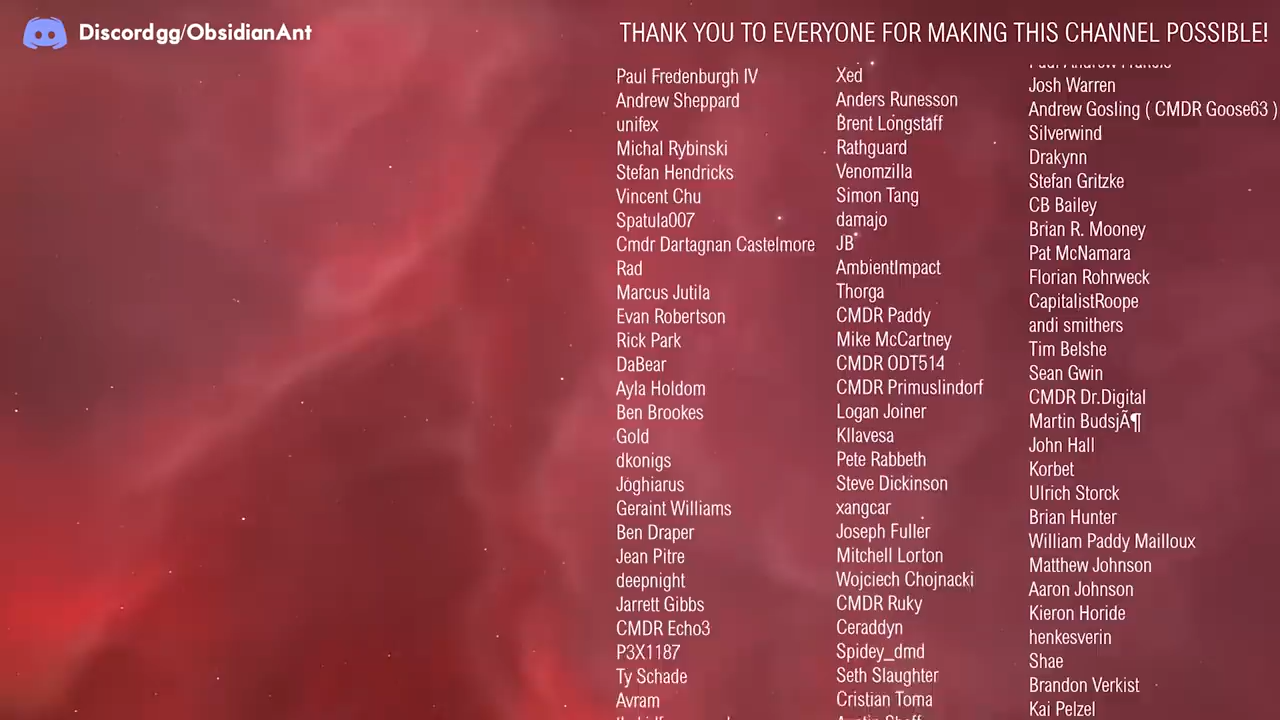 Discordgg/ObsidianAnt
THANK YOU TO EVERYONE FOR MAKING THIS CHANNEL POSSIBLE!
Paul Fredenburgh IV
Andrew Sheppard
unifex
Michal Rybinski
Stefan Hendricks
Vincent Chu
Spatula007
Cmdr Dartagnan Castelmore
Rad
Marcus Jutila
Evan Robertson
Rick Park
DaBear
Ayla Holdom
Ben Brookes
Gold
dkonigs
Joghiarus
Geraint Williams
Ben Draper
Jean Pitre
deepnight
Jarrett Gibbs
CMDR Echo3
P3X1187
Ty Schade
Avram
Xed
Anders Runesson
Brent Longstaff
Rathguard
Venomzilla
Simon Tang
damajo
JB
AmbientImpact
Thorga
CMDR Paddy
Mike McCartney
CMDR ODT514
CMDR Primuslindorf
Logan Joiner
Kllavesa
Pete Rabbeth
Steve Dickinson
xangcar
Joseph Fuller
Mitchell Lorton
Wojciech Chojnacki
CMDR Ruky
Ceraddyn
Spidey_dmd
Seth Slaughter
Cristian Toma
Josh Warren
Andrew Gosling ( CMDR Goose63 )
Silverwind
Drakynn
Stefan Gritzke
CB Bailey
Brian R. Mooney
Pat McNamara
Florian Rohrweck
CapitalistRoope
andi smithers
Tim Belshe
Sean Gwin
CMDR Dr.Digital
Martin BudsjÃ¶
John Hall
Korbet
Ulrich Storck
Brian Hunter
William Paddy Mailloux
Matthew Johnson
Aaron Johnson
Kieron Horide
henkesverin
Shae
Brandon Verkist
Kai Pelzel